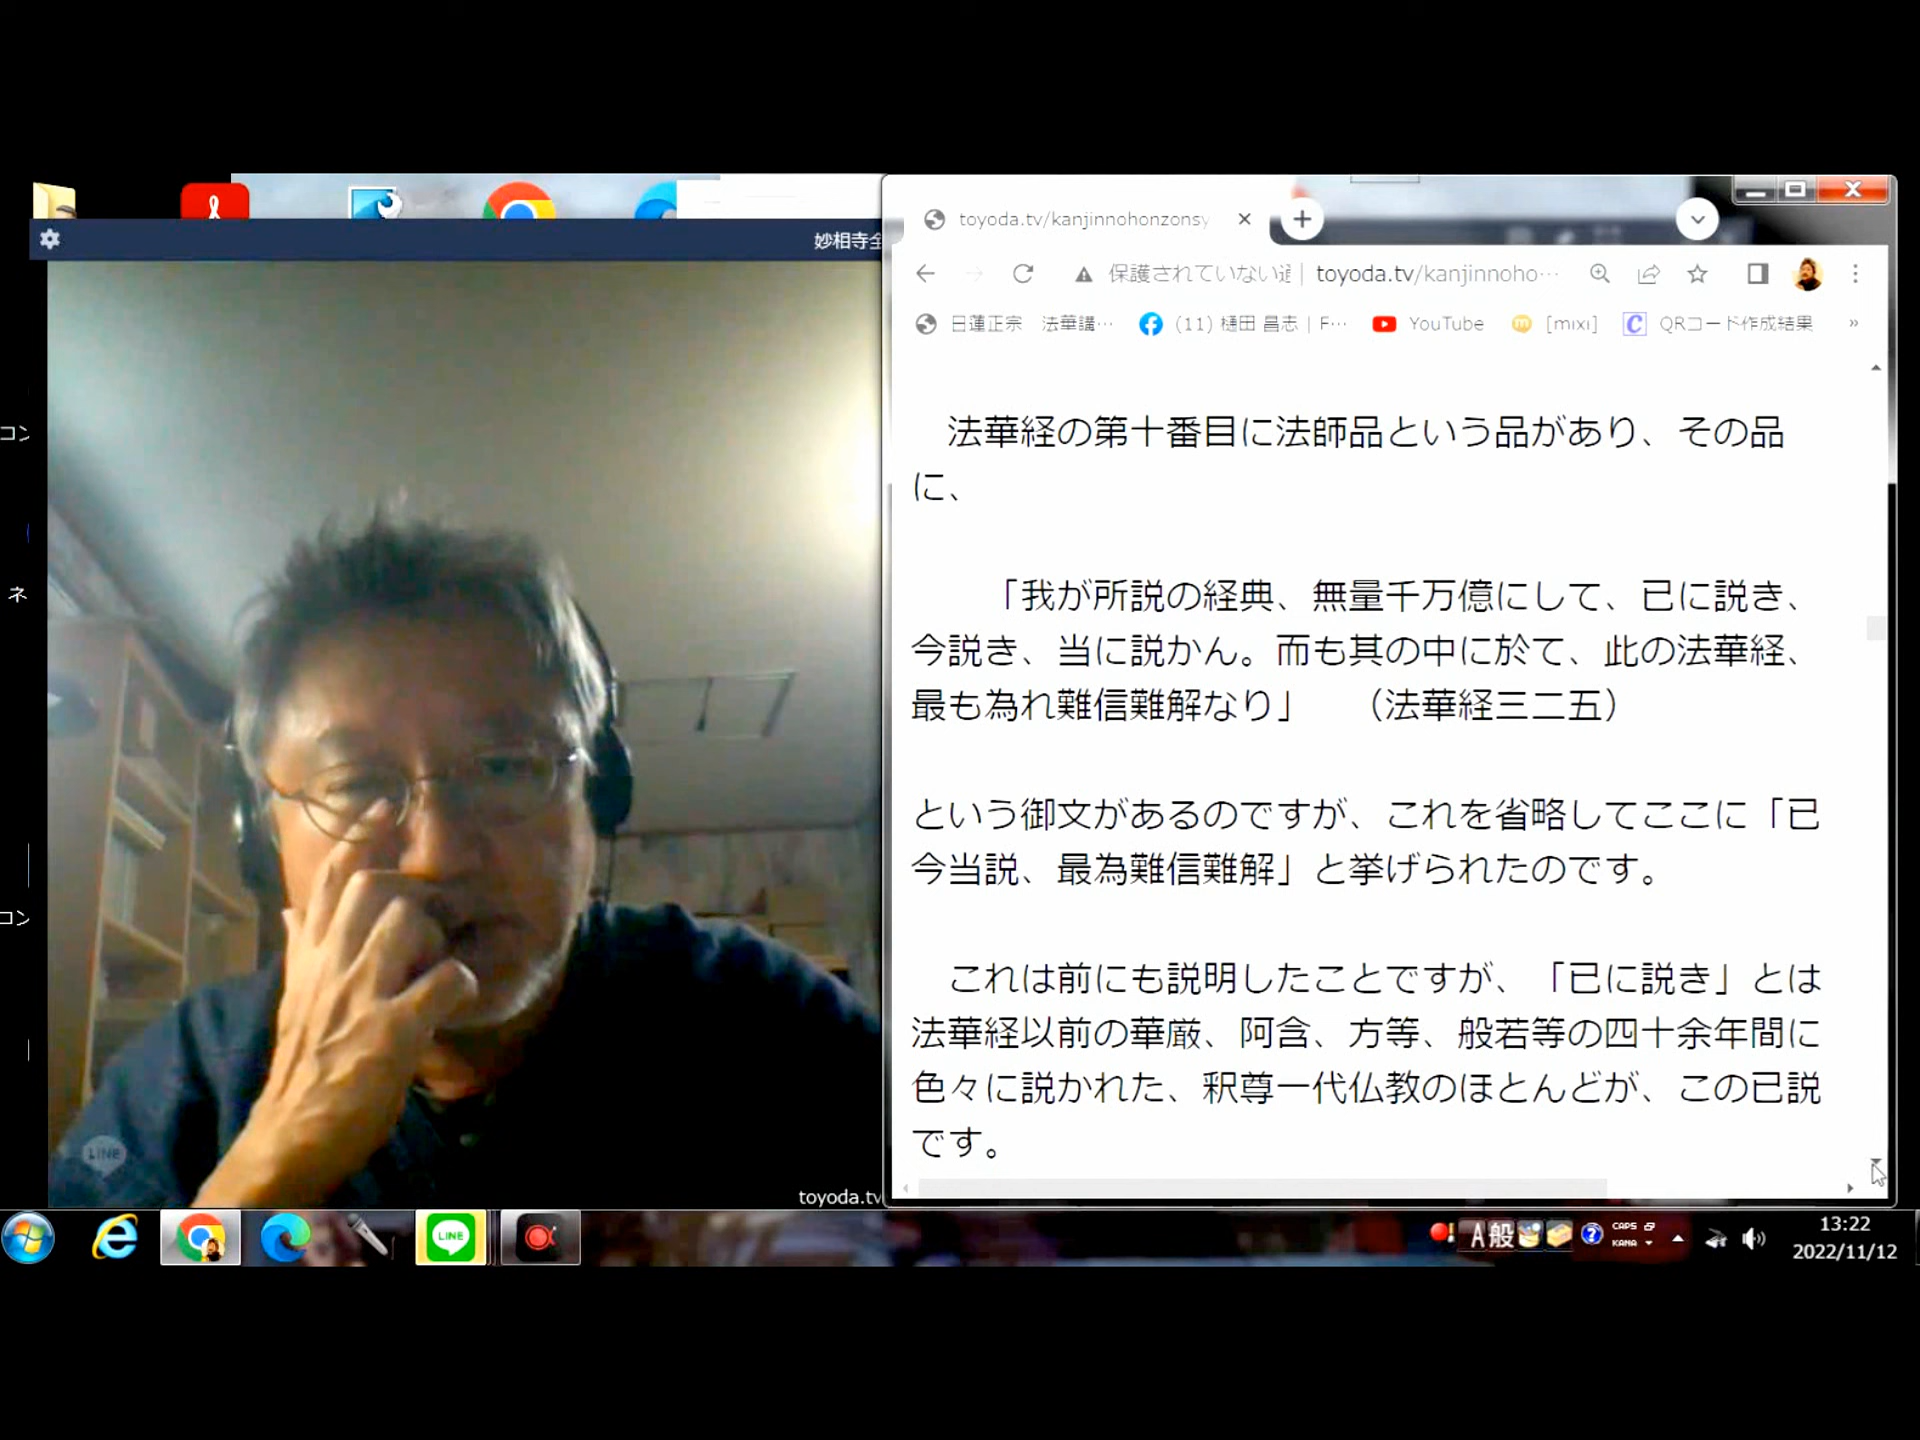 妙相寺全
toyoda.tv/kanjinnohonzonsy
保護されていない通 | toyoda.tv/kanjinnoho…
日蓮正宗 法華講… (11) 樋田 昌志 | F… YouTube [mixi] QRコード作成結果 »
コン
ネ
コン
法華経の第十番目に法師品という品があり、その品
に、
「我が所説の経典、無量千万億にして、已に説き、
今説き、当に説かん。而も其の中に於て、此の法華経、
最も為れ難信難解なり」 （法華経三二五）
という御文があるのですが、これを省略してここに「已
今当説、最為難信難解」と挙げられたのです。
これは前にも説明したことですが、「已に説き」とは
法華経以前の華厳、阿含、方等、般若等の四十余年間に
色々に説かれた、釈尊一代仏教のほとんどが、この已説
です。
LINE
toyoda.tv
LINE
A般
CAPS
KANA
13:22
2022/11/12